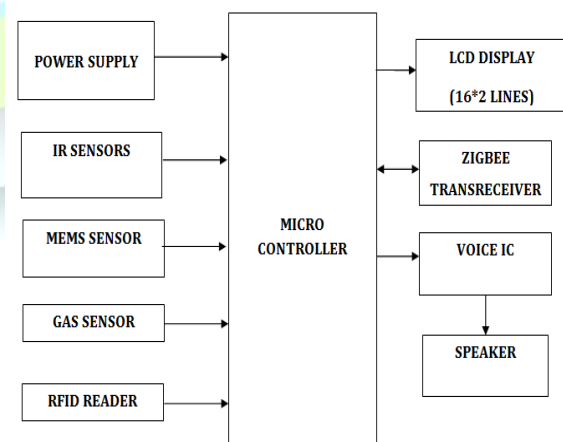 POWER SUPPLY
IR SENSORS
MEMS SENSOR
GAS SENSOR
RFID READER
MICRO
CONTROLLER
LCD DISPLAY
(16*2 LINES)
ZIGBEE
TRANSRECEIVER
VOICE IC
SPEAKER